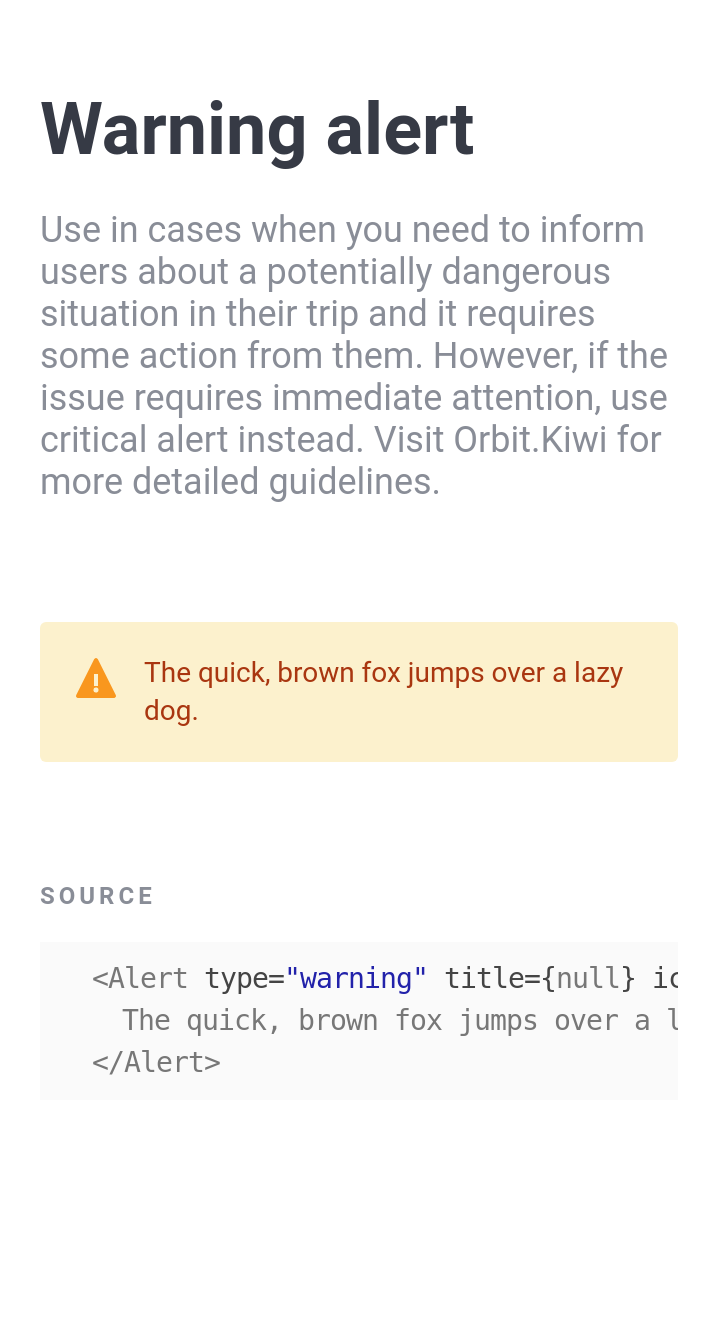 Warning alert
Use in cases when you need to inform
users about a potentially dangerous
situation in their trip and it requires
some action from them. However, if the
issue requires immediate attention, use
critical alert instead. Visit Orbit.Kiwi for
more detailed guidelines.
The quick, brown fox jumps over a lazy
dog.
SOURCE
<Alert type="warning" title={null} ic
The quick, brown fox jumps over a l
</Alert>